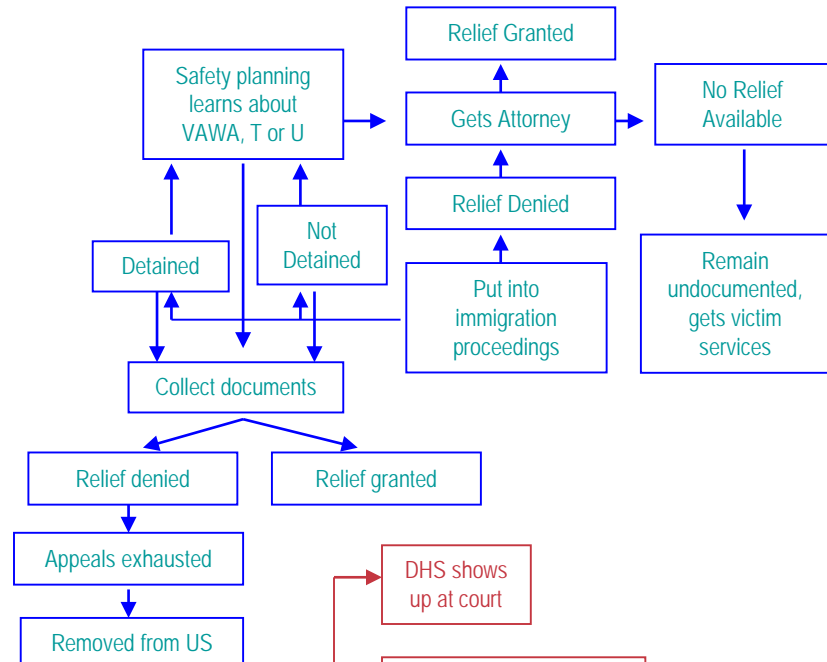 Relief Granted
Safety planning
learns about
VAWA, T or U
Gets Attorney
No Relief
Available
Relief Denied
Not
Detained
Detained
Put into
immigration
proceedings
Remain
undocumented,
gets victim
services
Collect documents
Relief denied
Relief granted
Appeals exhausted
DHS shows
up at court
Removed from US